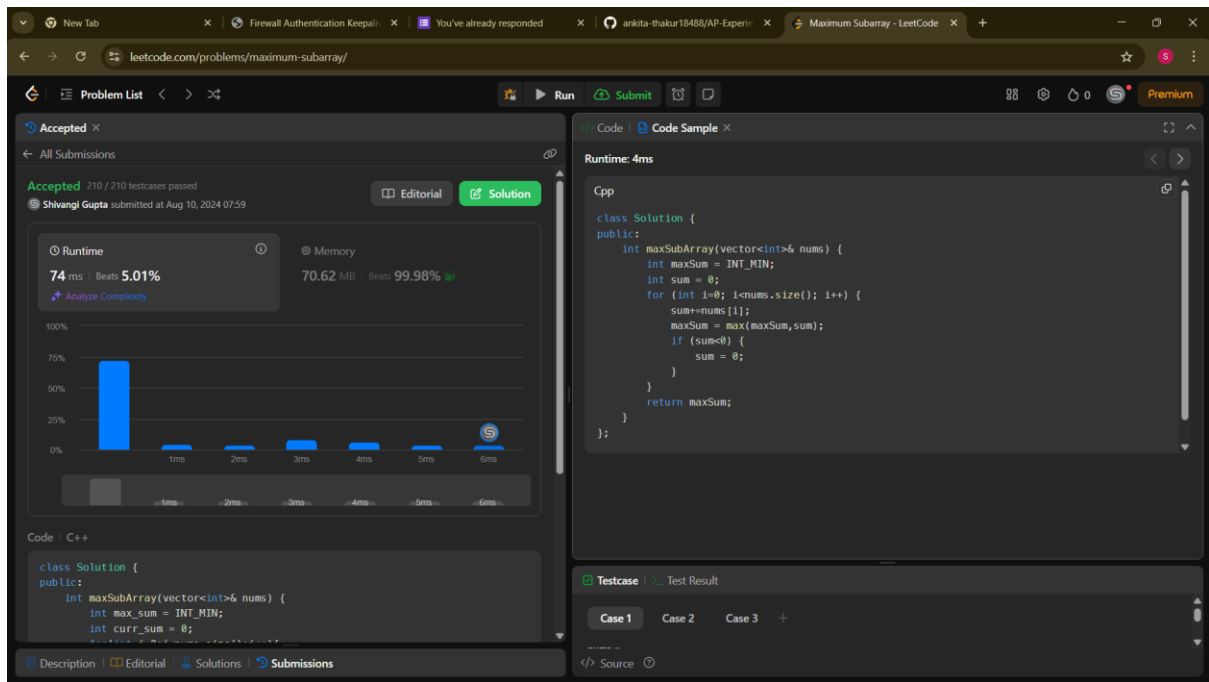 New Tab
Firewall Authentication Keepaliv
You've already responded
ankita-thakur18488/AP-Experim
Maximum Subarray - LeetCode
leetcode.com/problems/maximum-subarray/
S
Problem List
Run
Submit
0
Premium
Accepted
All Submissions
Accepted 210 / 210 testcases passed
Shivangi Gupta submitted at Aug 10, 2024 07:59
Editorial
Solution
Runtime
74 ms | Beats 5.01%
Analyze Complexity
Memory
70.62 MB | Beats 99.98%
100%
75%
50%
25%
0%
1ms 2ms 3ms 4ms 5ms 6ms
1ms 2ms 3ms 4ms 5ms 6ms
Code | C++
class Solution {
public:
    int maxSubArray(vector<int>& nums) {
        int max_sum = INT_MIN;
        int curr_sum = 0;
Description | Editorial | Solutions | Submissions
</> Code | Code Sample
Runtime: 4ms
Cpp
class Solution {
public:
    int maxSubArray(vector<int>& nums) {
        int maxSum = INT_MIN;
        int sum = 0;
        for (int i=0; i<nums.size(); i++) {
            sum+=nums[i];
            maxSum = max(maxSum,sum);
            if (sum<0) {
                sum = 0;
            }
        }
        return maxSum;
    }
};
Testcase | >_ Test Result
Case 1 Case 2 Case 3 +
</> Source